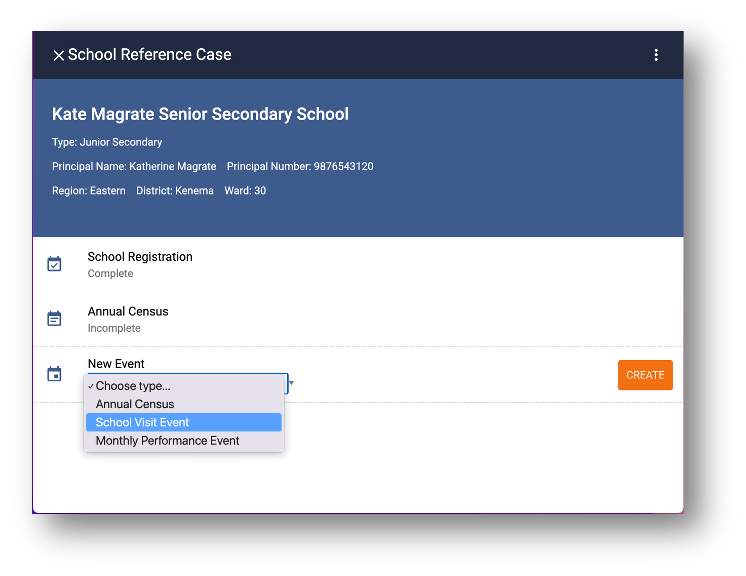 School Reference Case
Kate Magrate Senior Secondary School
Type: Junior Secondary
Principal Name: Katherine Magrate Principal Number: 9876543120
Region: Eastern District: Kenema Ward: 30
School Registration
Complete
Annual Census
Incomplete
New Event
✓ Choose type...
CREATE
Annual Census
School Visit Event
Monthly Performance Event